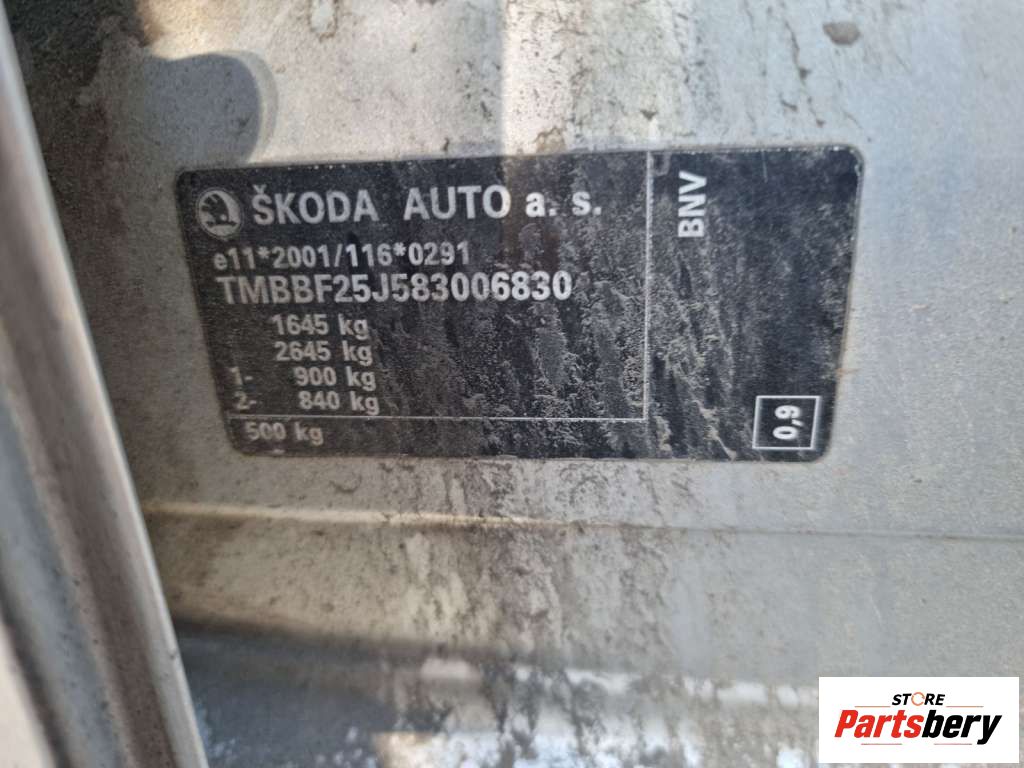 ŠKODA AUTO a. s.
e11*2001/116*0291
TMBBF25J583006830
1645 kg
2645 kg
1- 900 kg
2- 840 kg
500 kg
BNV
0,9
STORE
Partsbery